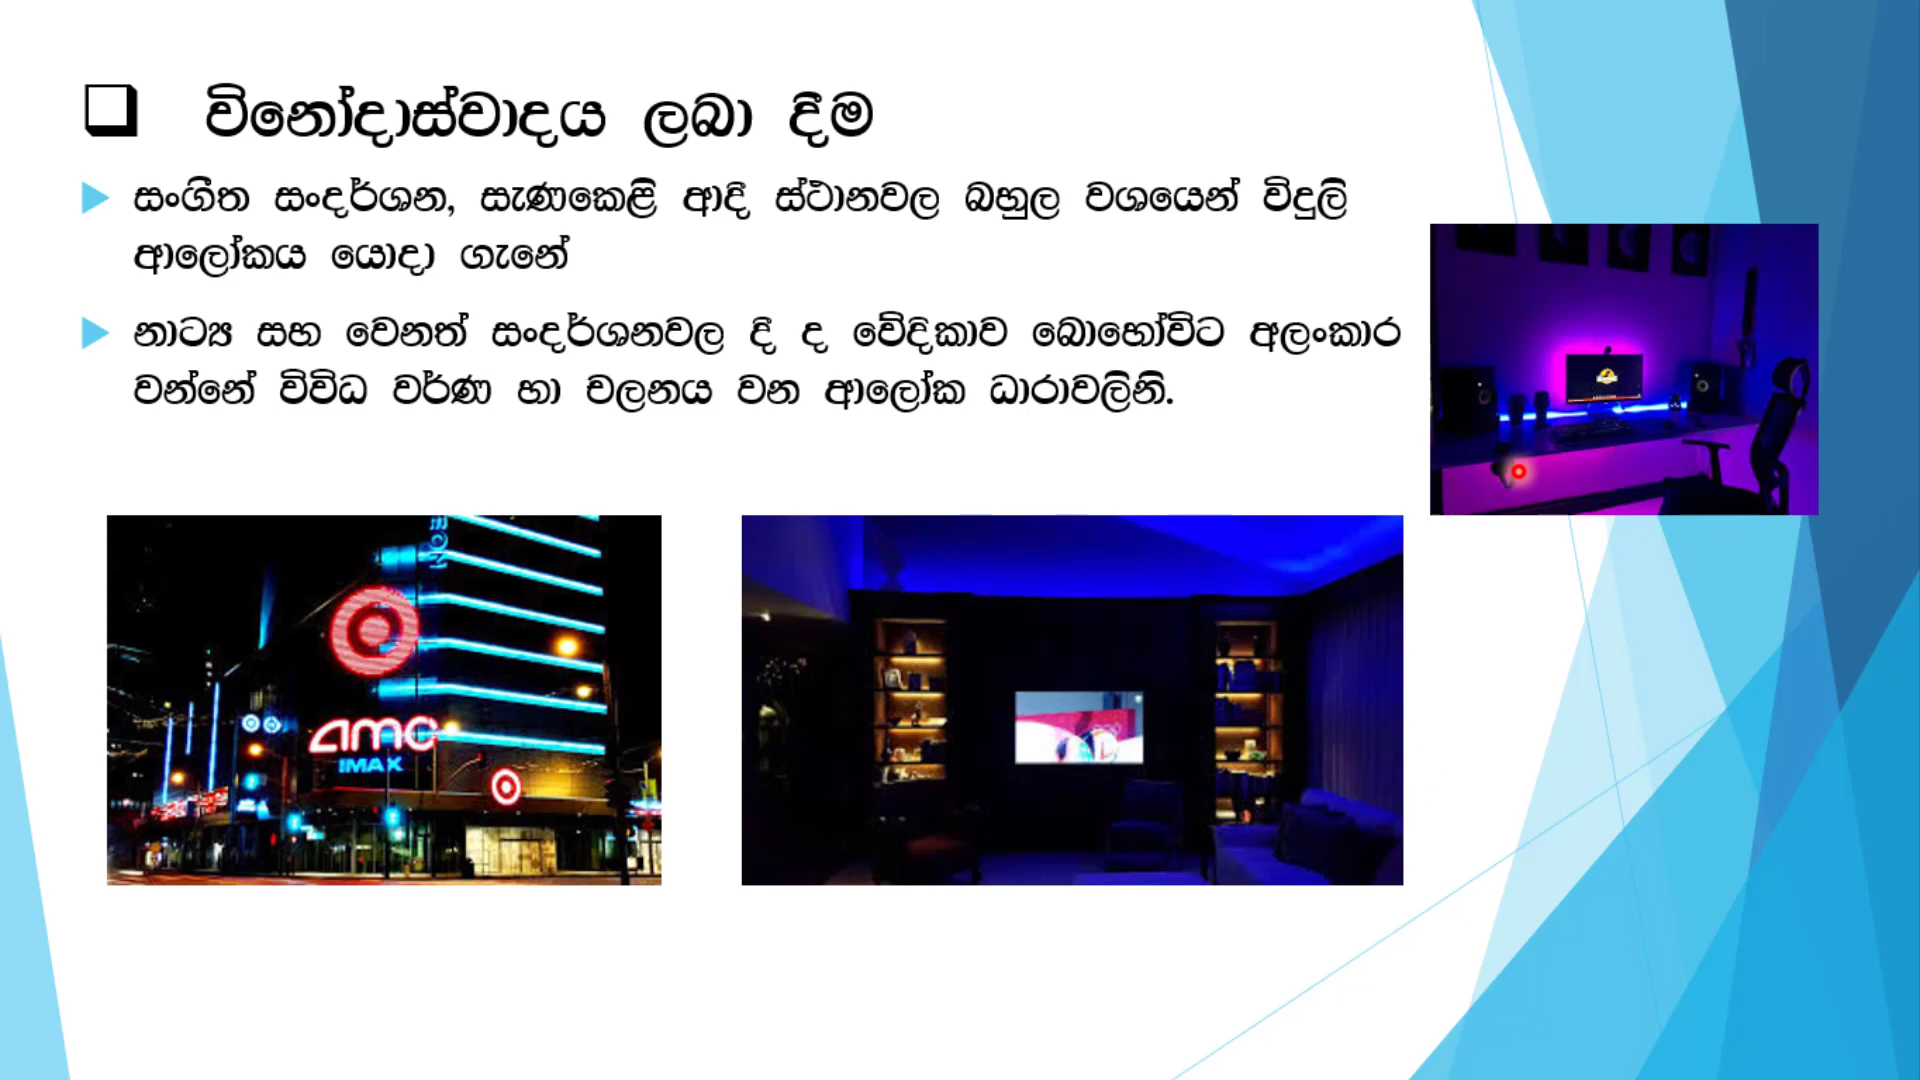 විනෝදාස්වාදය ලබා දීම
සංගීත සංදර්ශන, සැණකෙළි ආදී ස්ථානවල බහුල වශයෙන් විදුලි
ආලෝකය යොදා ගැනේ
නාට්‍ය සහ වෙනත් සංදර්ශනවල දී ද වේදිකාව බොහෝවිට අලංකාර
වන්නේ විවිධ වර්ණ හා චලනය වන ආලෝක ධාරාවලිනි.
amc
IMAX